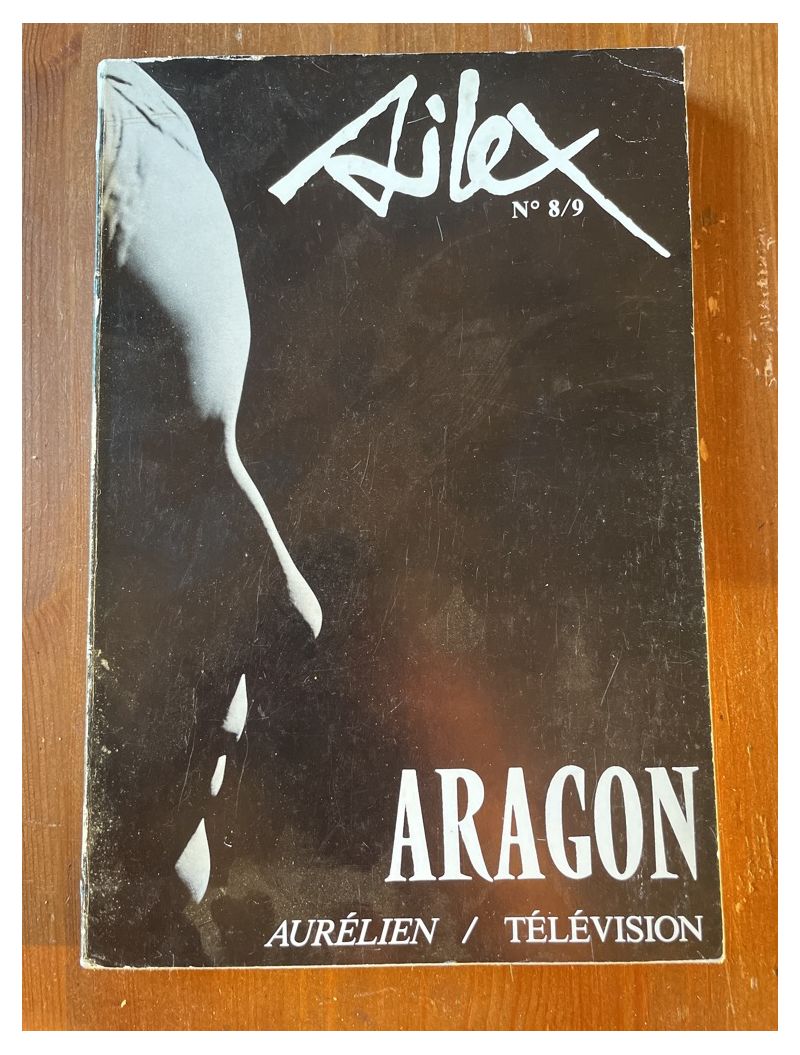 Silex
N° 8/9
ARAGON
AURÉLIEN / TÉLÉVISION